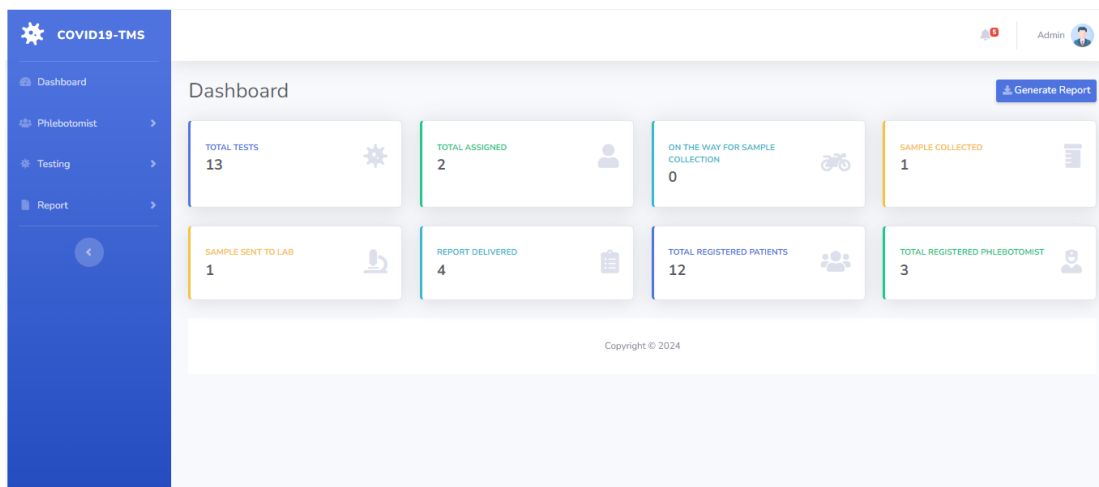 COVID19-TMS
5
Admin
Dashboard
Phlebotomist
Testing
Report
Dashboard
Generate Report
TOTAL TESTS
13
TOTAL ASSIGNED
2
ON THE WAY FOR SAMPLE
COLLECTION
0
SAMPLE COLLECTED
1
SAMPLE SENT TO LAB
1
REPORT DELIVERED
4
TOTAL REGISTERED PATIENTS
12
TOTAL REGISTERED PHLEBOTOMIST
3
Copyright © 2024